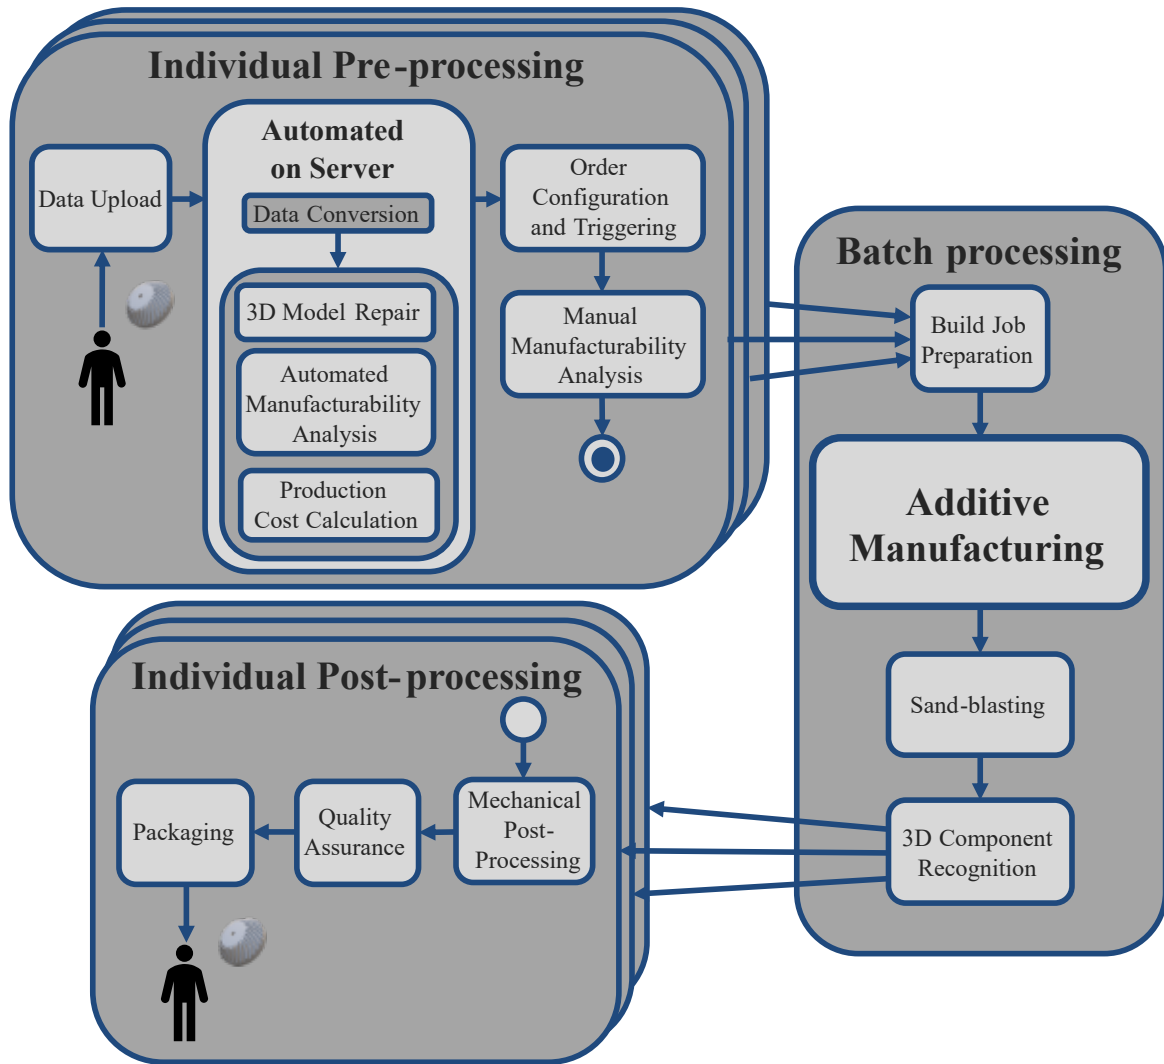 Individual Pre-processing
Data Upload
Automated
on Server
Data Conversion
3D Model Repair
Automated
Manufacturability
Analysis
Production
Cost Calculation
Order
Configuration
and Triggering
Manual
Manufacturability
Analysis
Batch processing
Build Job
Preparation
Additive
Manufacturing
Sand-blasting
3D Component
Recognition
Individual Post-processing
Mechanical
Post-
Processing
Quality
Assurance
Packaging